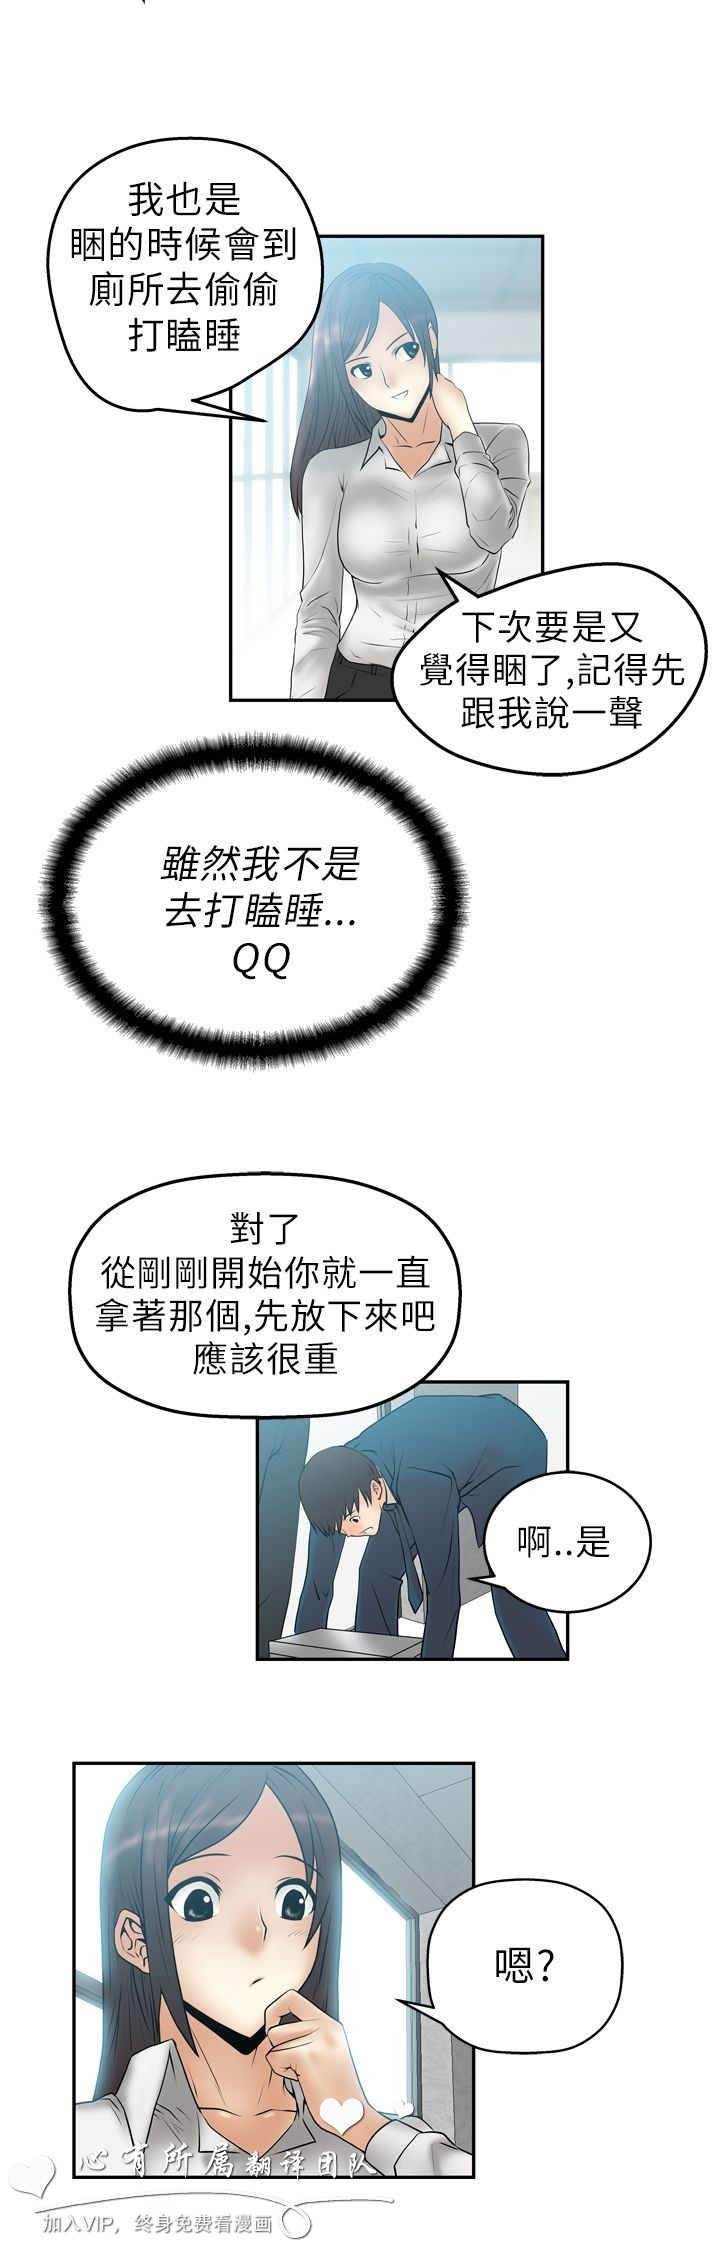 我也是
睏的時候會到
廁所去偷偷
打瞌睡
下次要是又
覺得睏了,記得先
跟我說一聲
雖然我不是
去打瞌睡...
QQ
對了
從剛剛開始你就一直
拿著那個,先放下來吧
應該很重
啊..是
嗯?
心有所属翻译团队
加入VIP，终身免费看漫画